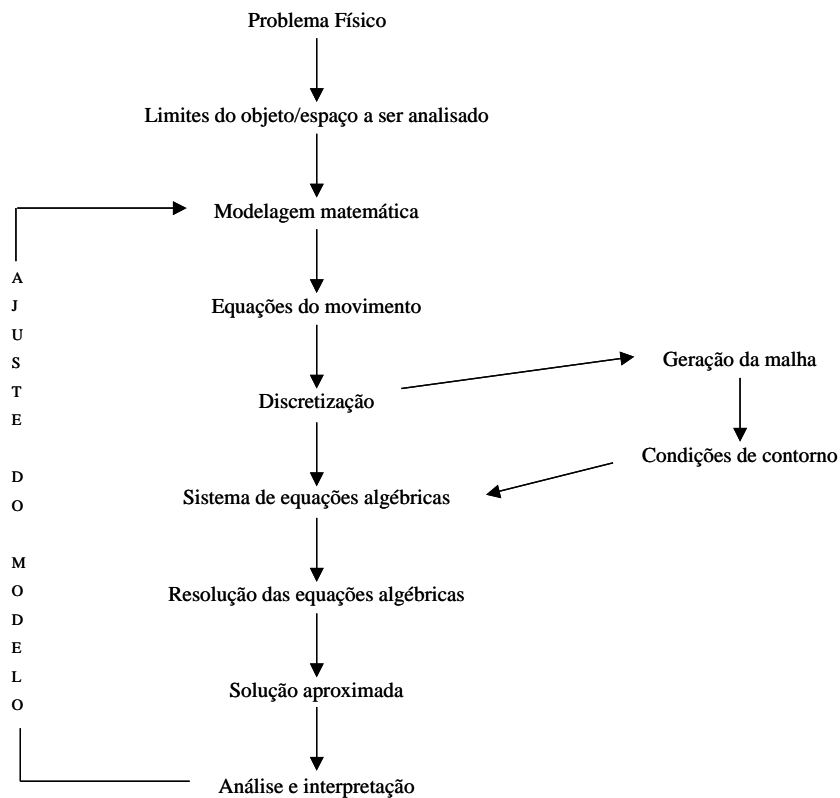 Problema Físico
Limites do objeto/espaço a ser analisado
Modelagem matemática
Equações do movimento
Discretização
Geração da malha
Condições de contorno
Sistema de equações algébricas
Resolução das equações algébricas
Solução aproximada
Análise e interpretação
AJUSTE DO MODELO